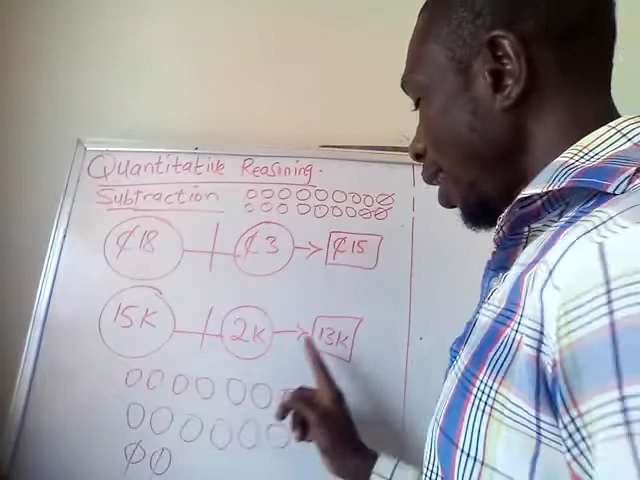 Quantitative Reasoning.
Subtraction
₵18 ₵3 ₵15
15K 2K 13K